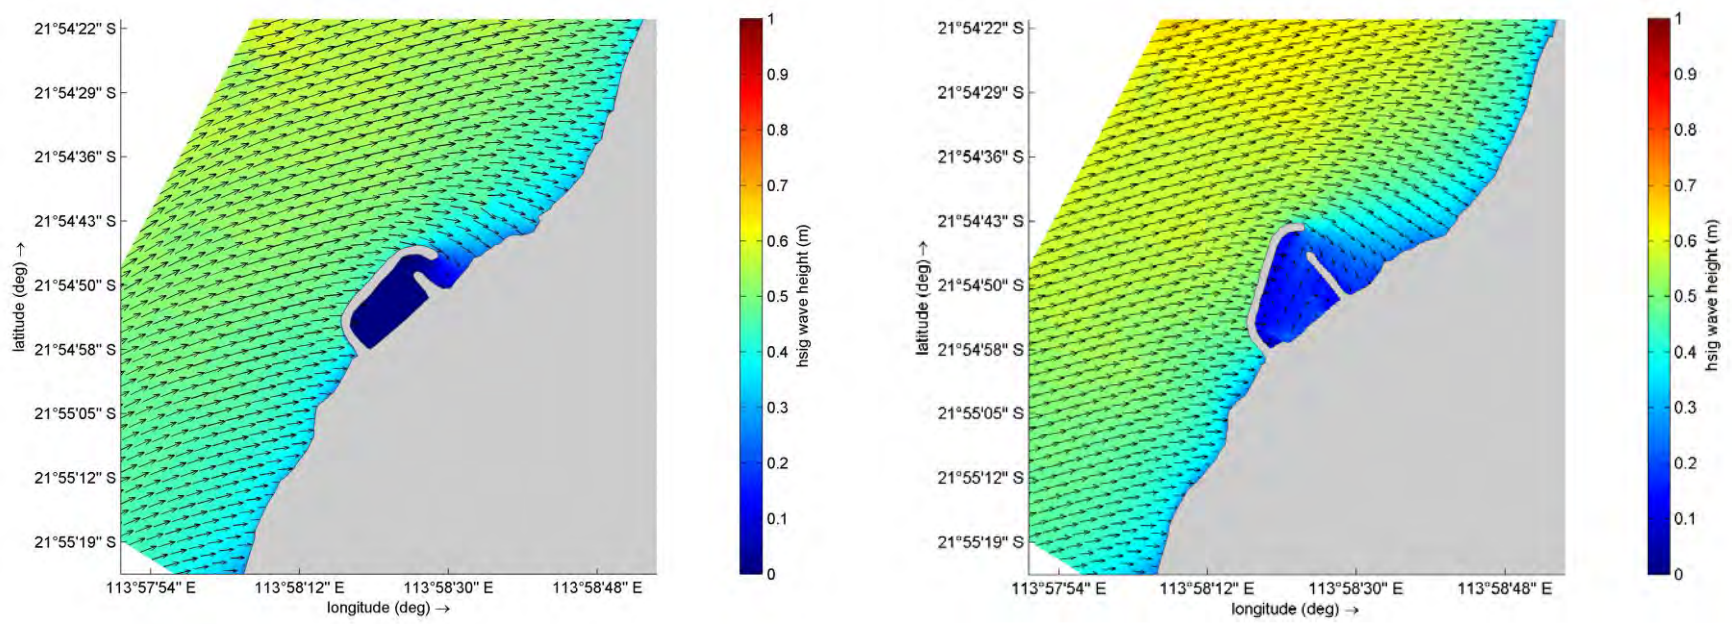 21°54'22" S
21°54'29" S
21°54'36" S
21°54'43" S
21°54'50" S
21°54'58" S
21°55'05" S
21°55'12" S
21°55'19" S
latitude (deg) →
113°57'54" E
113°58'12" E
113°58'30" E
113°58'48" E
longitude (deg) →
1
0.9
0.8
0.7
0.6
0.5
0.4
0.3
0.2
0.1
0
hsig wave height (m)
21°54'22" S
21°54'29" S
21°54'36" S
21°54'43" S
21°54'50" S
21°54'58" S
21°55'05" S
21°55'12" S
21°55'19" S
latitude (deg) →
113°57'54" E
113°58'12" E
113°58'30" E
113°58'48" E
longitude (deg) →
1
0.9
0.8
0.7
0.6
0.5
0.4
0.3
0.2
0.1
0
hsig wave height (m)